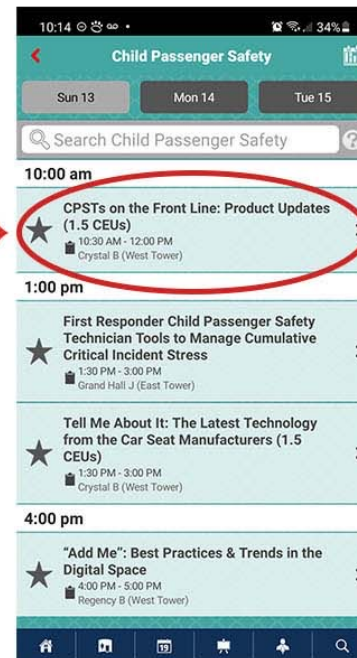 10:14
34%
Child Passenger Safety
Sun 13
Mon 14
Tue 15
Search Child Passenger Safety
?
10:00 am
CPSTs on the Front Line: Product Updates
(1.5 CEUs)
10:30 AM - 12:00 PM
Crystal B (West Tower)
1:00 pm
First Responder Child Passenger Safety
Technician Tools to Manage Cumulative
Critical Incident Stress
1:30 PM - 3:00 PM
Grand Hall J (East Tower)
Tell Me About It: The Latest Technology
from the Car Seat Manufacturers (1.5
CEUs)
1:30 PM - 3:00 PM
Crystal B (West Tower)
4:00 pm
"Add Me": Best Practices & Trends in the
Digital Space
4:00 PM - 5:00 PM
Regency B (West Tower)
19